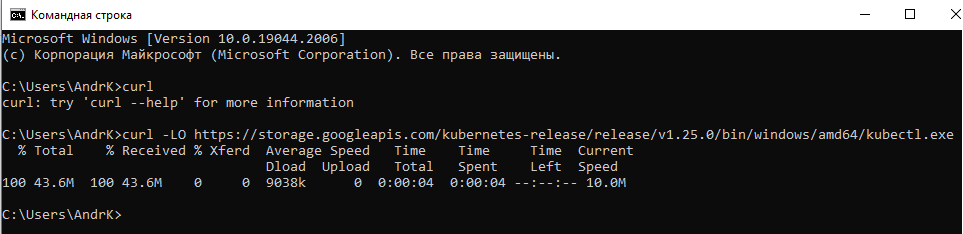 Командная строка
Microsoft Windows [Version 10.0.19044.2006]
(c) Корпорация Майкрософт (Microsoft Corporation). Все права защищены.
C:\Users\AndrK>curl
curl: try 'curl --help' for more information
C:\Users\AndrK>curl -LO https://storage.googleapis.com/kubernetes-release/release/v1.25.0/bin/windows/amd64/kubectl.exe
  % Total    % Received % Xferd  Average Speed   Time    Time     Time  Current
                                 Dload  Upload   Total   Spent    Left  Speed
100 43.6M  100 43.6M    0     0  9038k      0  0:00:04  0:00:04 --:--:-- 10.0M
C:\Users\AndrK>